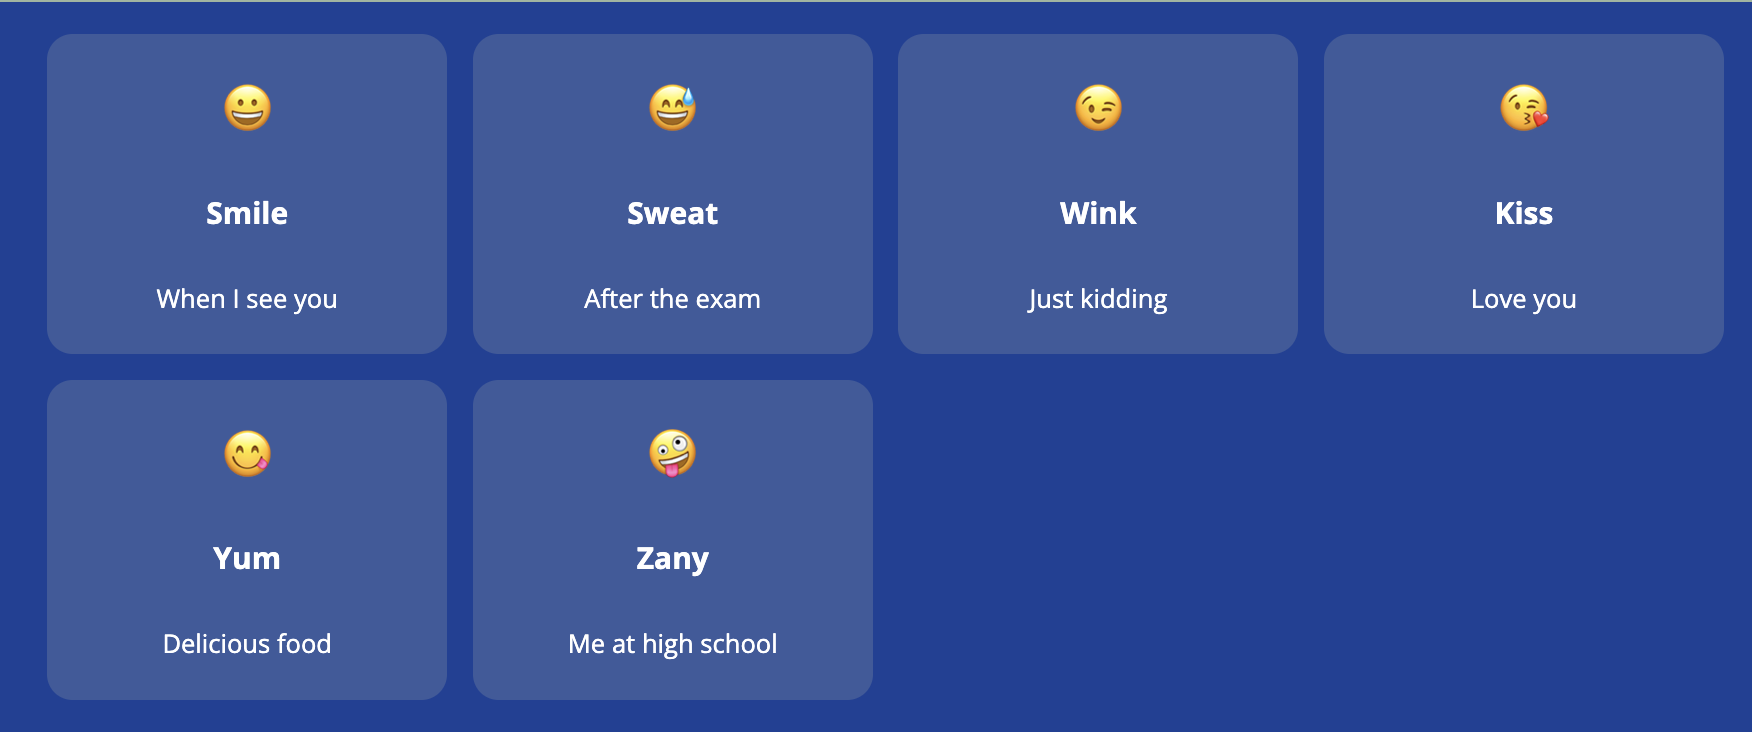 Smile
When I see you
Sweat
After the exam
Wink
Just kidding
Kiss
Love you
Yum
Delicious food
Zany
Me at high school